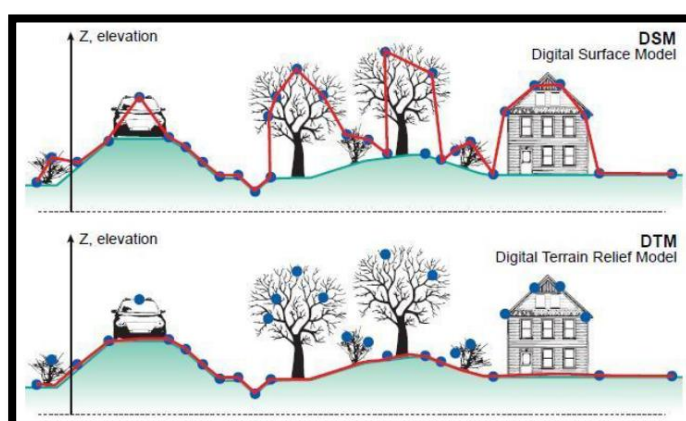 Z, elevation
DSM
Digital Surface Model
Z, elevation
DTM
Digital Terrain Relief Model